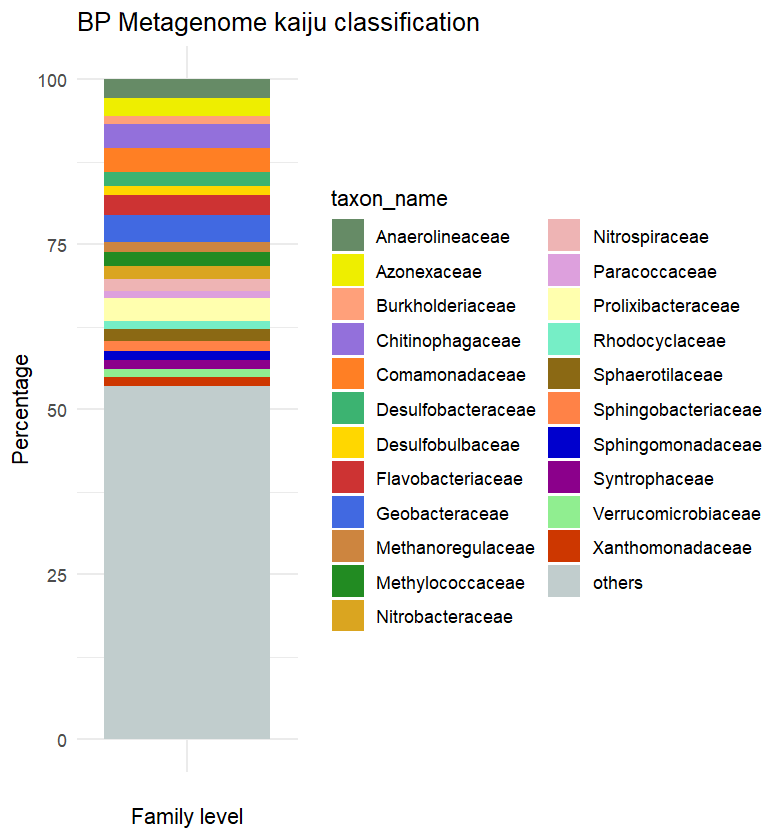 BP Metagenome kaiju classification
100
75
50
25
0
Percentage
Family level
taxon_name
Anaerolineaceae
Azonexaceae
Burkholderiaceae
Chitinophagaceae
Comamonadaceae
Desulfobacteraceae
Desulfobulbaceae
Flavobacteriaceae
Geobacteraceae
Methanoregulaceae
Methylococcaceae
Nitrobacteraceae
Nitrospiraceae
Paracoccaceae
Prolixibacteraceae
Rhodocyclaceae
Sphaerotilaceae
Sphingobacteriaceae
Sphingomonadaceae
Syntrophaceae
Verrucomicrobiaceae
Xanthomonadaceae
others